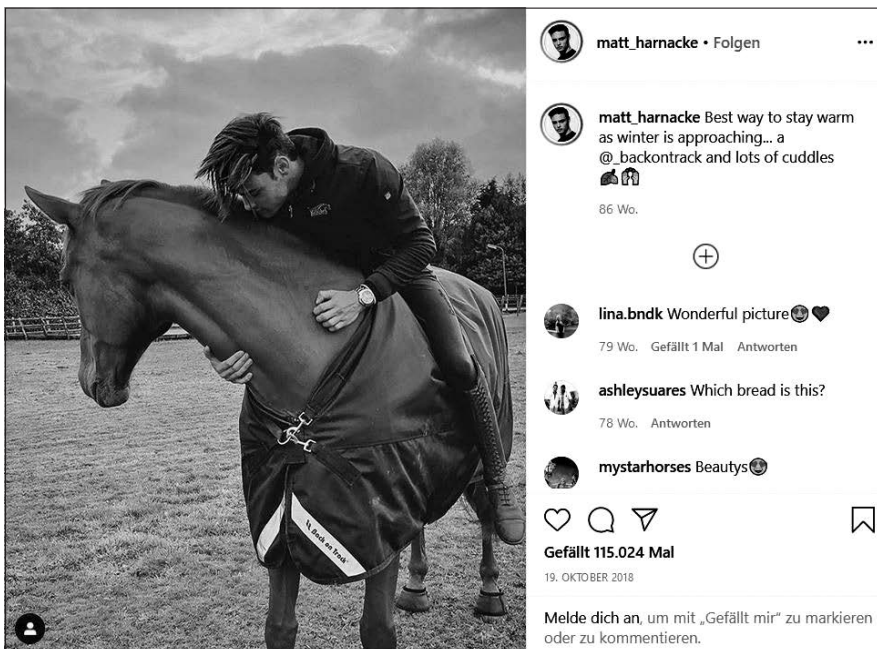 matt_harnacke • Folgen
matt_harnacke Best way to stay warm
as winter is approaching... a
@_backontrack and lots of cuddles
86 Wo.
lina.bndk Wonderful picture
79 Wo. Gefällt 1 Mal Antworten
ashleysuares Which bread is this?
78 Wo. Antworten
mystarhorses Beautys
Gefällt 115.024 Mal
19. OKTOBER 2018
Melde dich an, um mit „Gefällt mir“ zu markieren
oder zu kommentieren.
Back on Track